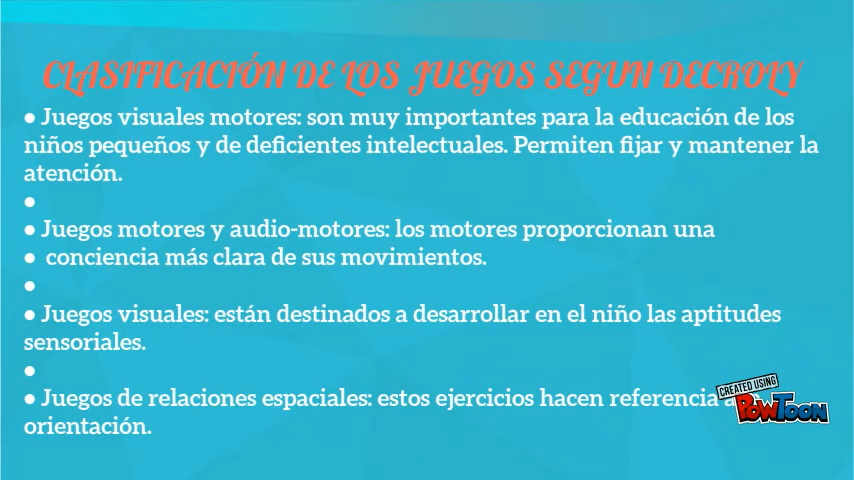 CLASIFICACIÓN DE LOS JUEGOS SEGUN DECROLY
• Juegos visuales motores: son muy importantes para la educación de los
niños pequeños y de deficientes intelectuales. Permiten fijar y mantener la
atención.
•
• Juegos motores y audio-motores: los motores proporcionan una
• conciencia más clara de sus movimientos.
•
• Juegos visuales: están destinados a desarrollar en el niño las aptitudes
sensoriales.
•
• Juegos de relaciones espaciales: estos ejercicios hacen referencia a
orientación.
CREATED USING
POWTOON